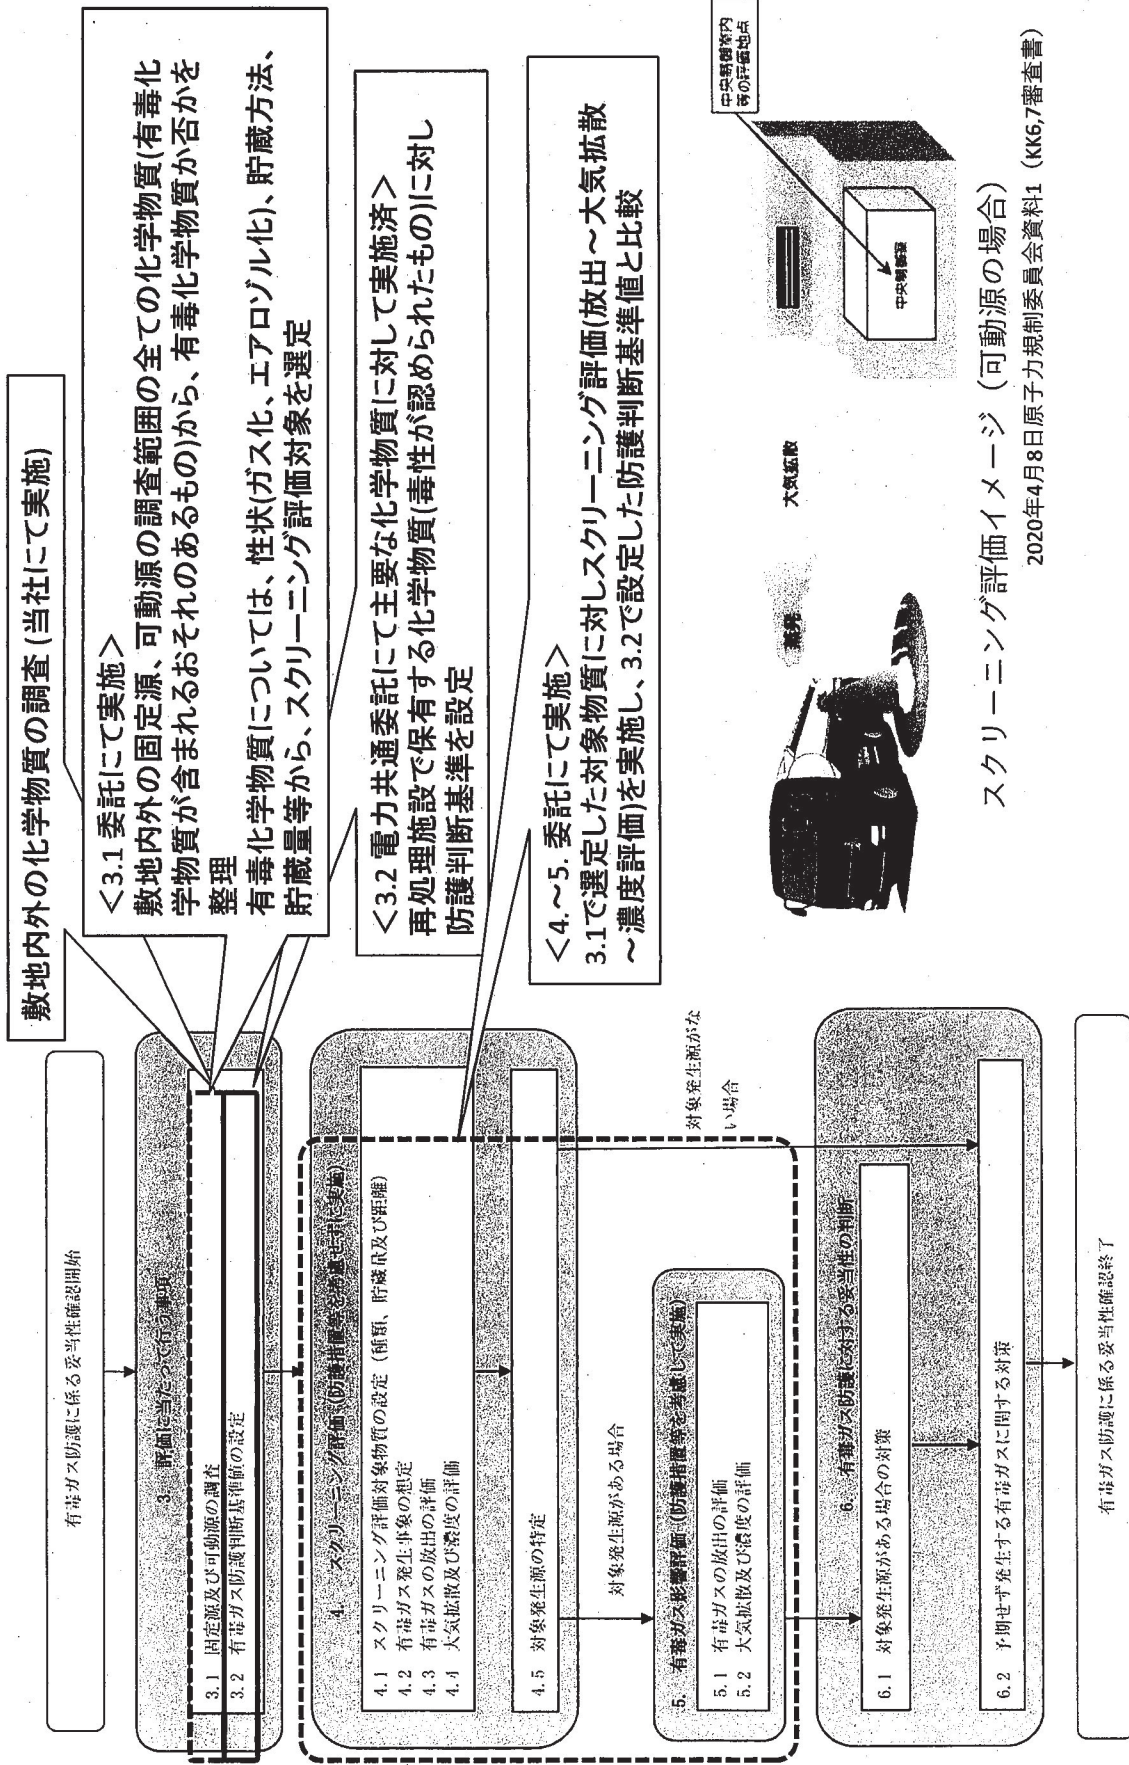 有毒ガス防護に係る妥当性確認開始
3. 評価に当たって行う事項
3.1 固定源及び可動源の調査
3.2 有毒ガス防護判断基準値の設定
4. スクリーニング評価（防護措置等を考慮せずに実施）
4.1 スクリーニング評価対象物質の設定（種類、貯蔵量及び距離）
4.2 有毒ガス発生事象の想定
4.3 有毒ガスの放出の評価
4.4 大気拡散及び濃度の評価
4.5 対象発生源の特定
対象発生源がある場合
対象発生源がな
い場合
5. 有毒ガス影響評価（防護措置等を考慮して実施）
5.1 有毒ガスの放出の評価
5.2 大気拡散及び濃度の評価
6. 有毒ガス防護に対する妥当性の判断
6.1 対象発生源がある場合の対策
6.2 予期せず発生する有毒ガスに関する対策
有毒ガス防護に係る妥当性確認終了
敷地内外の化学物質の調査(当社にて実施)
＜3.1 委託にて実施＞
敷地内外の固定源、可動源の調査範囲の全ての化学物質(有毒化
学物質が含まれるおそれのあるもの)から、有毒化学物質か否かを
整理
有毒化学物質については、性状(ガス化、エアロゾル化)、貯蔵方法、
貯蔵量等から、スクリーニング評価対象を選定
＜3.2 電力共通委託にて主要な化学物質に対して実施済＞
再処理施設で保有する化学物質(毒性が認められたもの)に対し
防護判断基準を設定
＜4.～5. 委託にて実施＞
3.1で選定した対象物質に対しスクリーニング評価(放出～大気拡散
～濃度評価)を実施し、3.2で設定した防護判断基準値と比較
蒸発
大気拡散
中央制御室
中央制御室内
等の評価地点
スクリーニング評価イメージ（可動源の場合）
2020年4月8日原子力規制委員会資料1（KK6,7審査書）